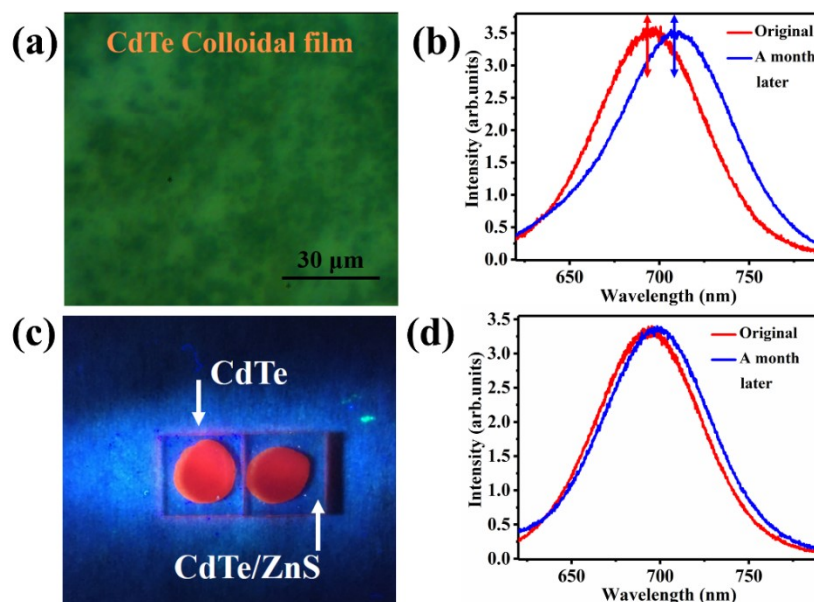 (a)
CdTe Colloidal film
30 µm
(b)
Intensity (arb.units)
3.5
3.0
2.5
2.0
1.5
1.0
0.5
0.0
650
700
750
Wavelength (nm)
Original
A month
later
(c)
CdTe
CdTe/ZnS
(d)
Intensity (arb.units)
3.5
3.0
2.5
2.0
1.5
1.0
0.5
0.0
650
700
750
Wavelength (nm)
Original
A month
later